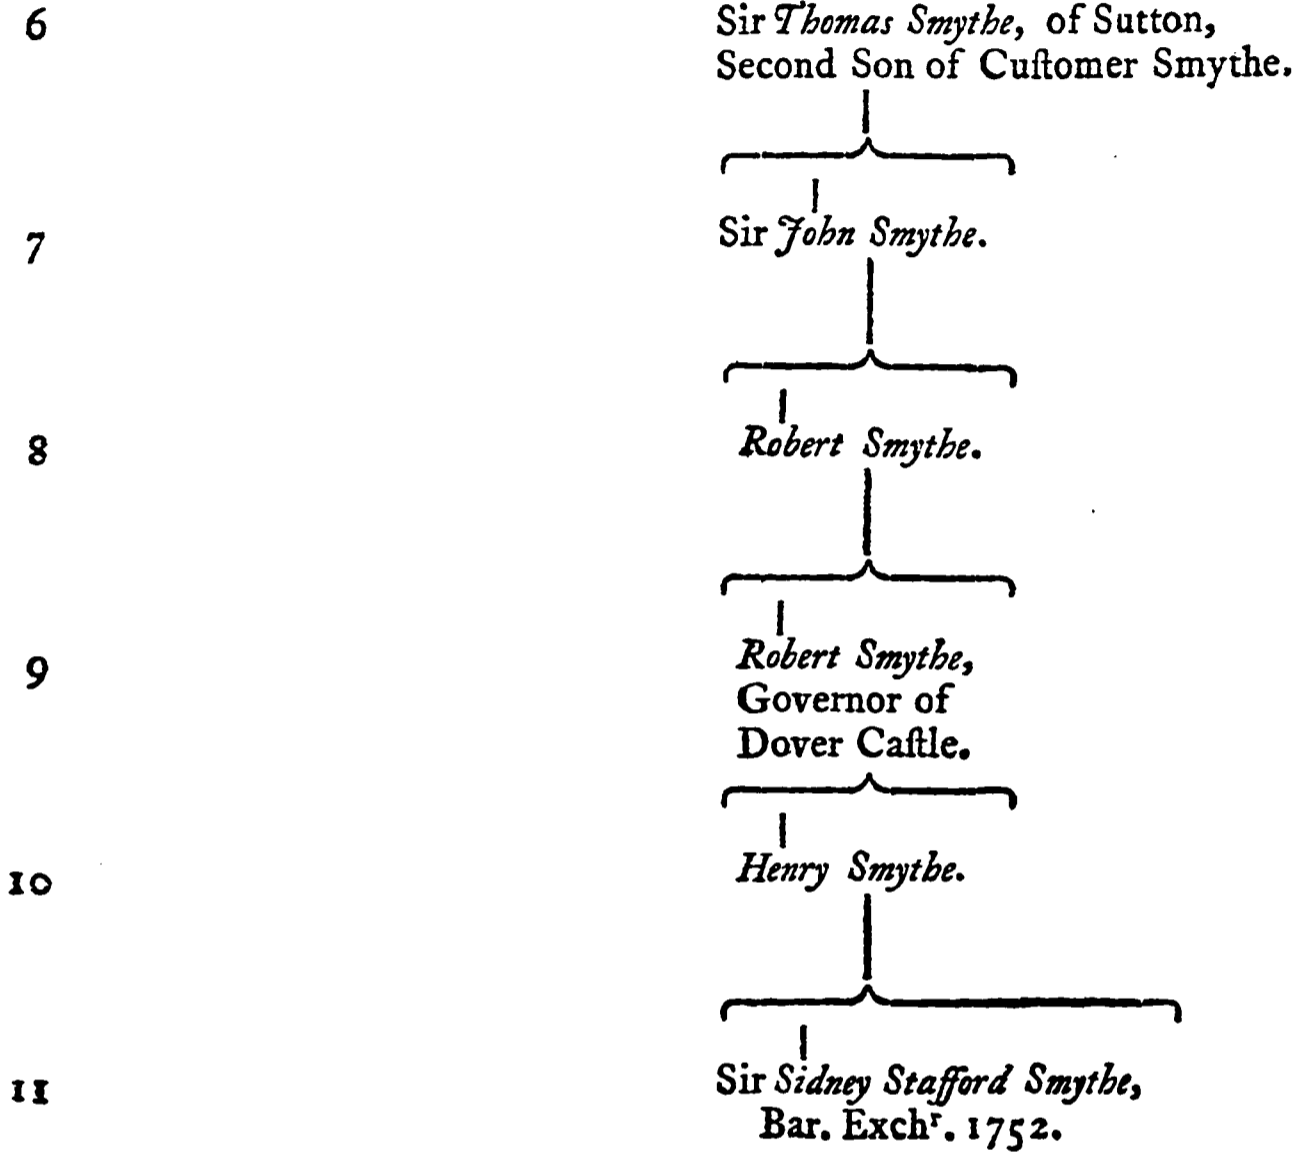 6 Sir Thomas Smythe, of Sutton,
Second Son of Cuſtomer Smythe.
7 Sir John Smythe.
8 Robert Smythe.
9 Robert Smythe,
Governor of
Dover Caſtle.
10 Henry Smythe.
11 Sir Sidney Stafford Smythe,
Bar. Exchʳ. 1752.